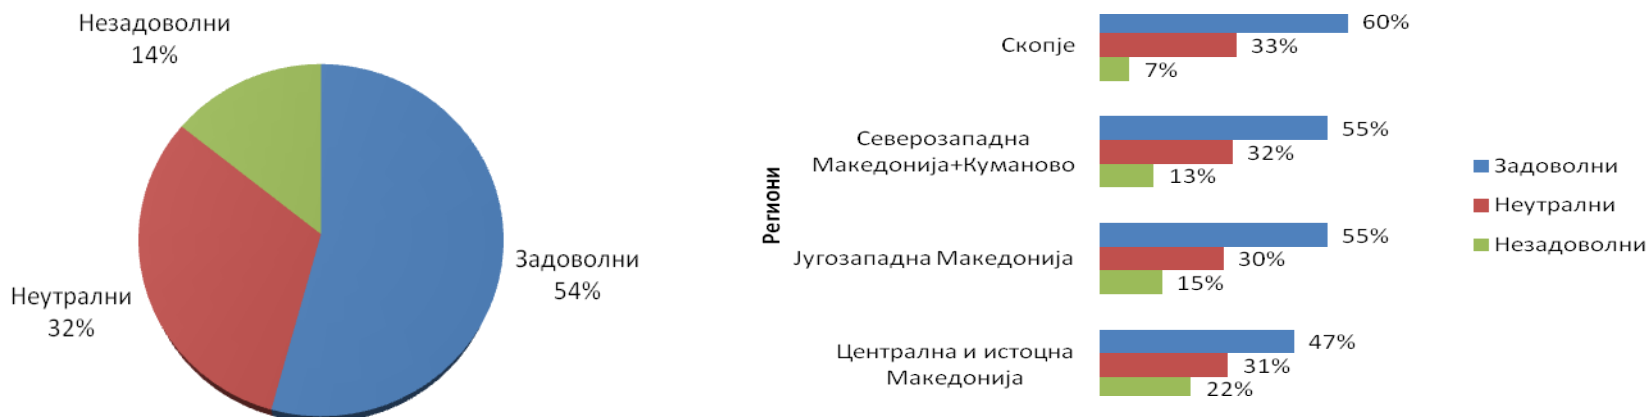 Незадоволни
14%
Задоволни
54%
Неутрални
32%
Региони
Скопје
60%
33%
7%
Северозападна
Македонија+Куманово
55%
32%
13%
Југозападна Македонија
55%
30%
15%
Централна и истоцна
Македонија
47%
31%
22%
Задоволни
Неутрални
Незадоволни